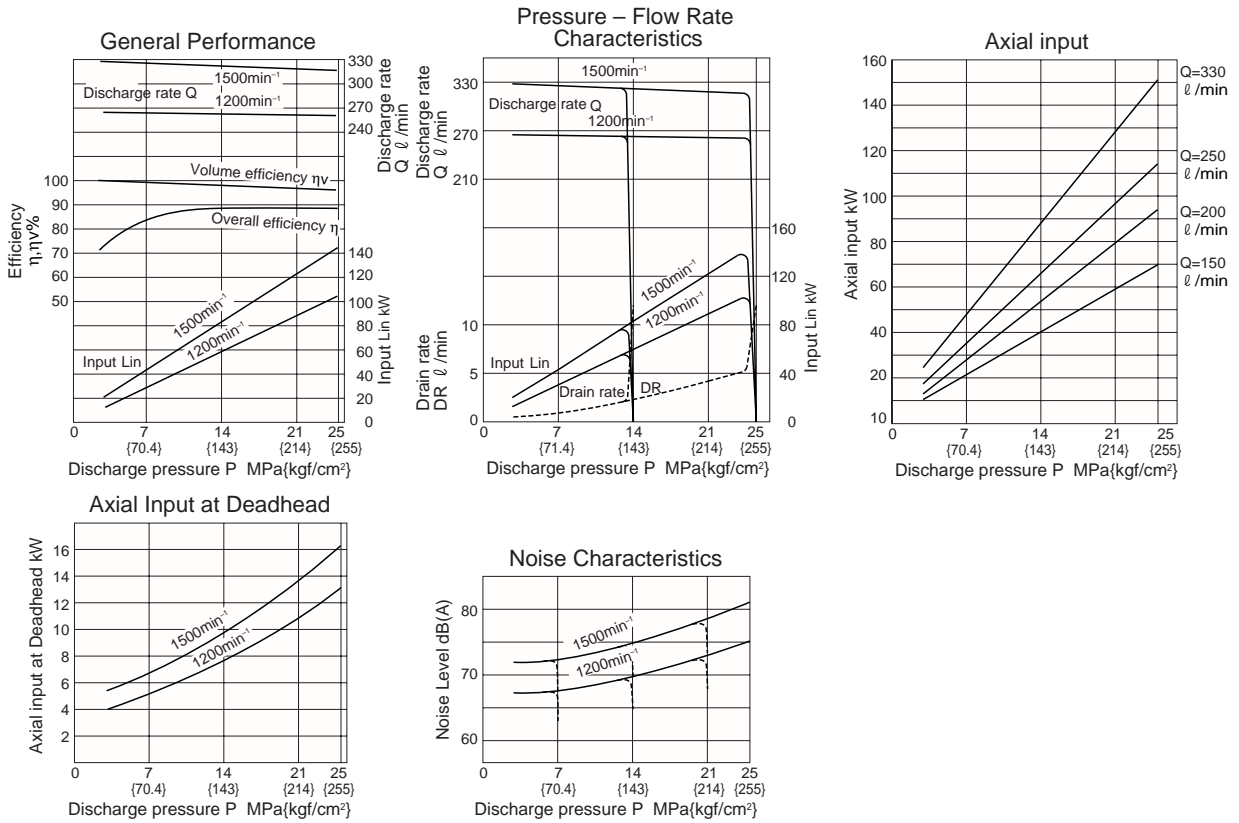 General Performance
330
300
270
240
Discharge rate
Q ℓ /min
1500min⁻¹
Discharge rate Q
1200min⁻¹
Volume efficiency ηv
Overall efficiency η
Efficiency
η,ηv%
100
90
80
70
60
50
140
120
100
80
60
40
20
0
Input Lin kW
1500min⁻¹
1200min⁻¹
Input Lin
0
7
14
21
25
{70.4}
{143}
{214}
{255}
Discharge pressure P MPa{kgf/cm²}
Pressure – Flow Rate
Characteristics
Discharge rate
Q ℓ /min
330
270
210
1500min⁻¹
Discharge rate Q
1200min⁻¹
Drain rate
DR ℓ /min
10
5
0
160
120
80
40
0
Input Lin kW
1500min⁻¹
1200min⁻¹
Input Lin
Drain rate
DR
0
7
14
21
25
{71.4}
{143}
{214}
{255}
Discharge pressure P MPa{kgf/cm²}
Axial input
Axial input kW
160
140
120
100
80
60
40
20
10
Q=330
ℓ /min
Q=250
ℓ /min
Q=200
ℓ /min
Q=150
ℓ /min
0
7
14
21
25
{70.4}
{143}
{214}
{255}
Discharge pressure P MPa{kgf/cm²}
Axial Input at Deadhead
Axial input at Deadhead kW
16
14
12
10
8
6
4
2
1500min⁻¹
1200min⁻¹
0
7
14
21
25
{70.4}
{143}
{214}
{255}
Discharge pressure P MPa{kgf/cm²}
Noise Characteristics
Noise Level dB(A)
80
70
60
1500min⁻¹
1200min⁻¹
0
7
14
21
25
{70.4}
{143}
{214}
{255}
Discharge pressure P MPa{kgf/cm²}